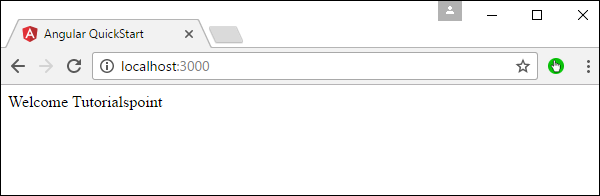 Angular QuickStart
localhost:3000
Welcome Tutorialspoint